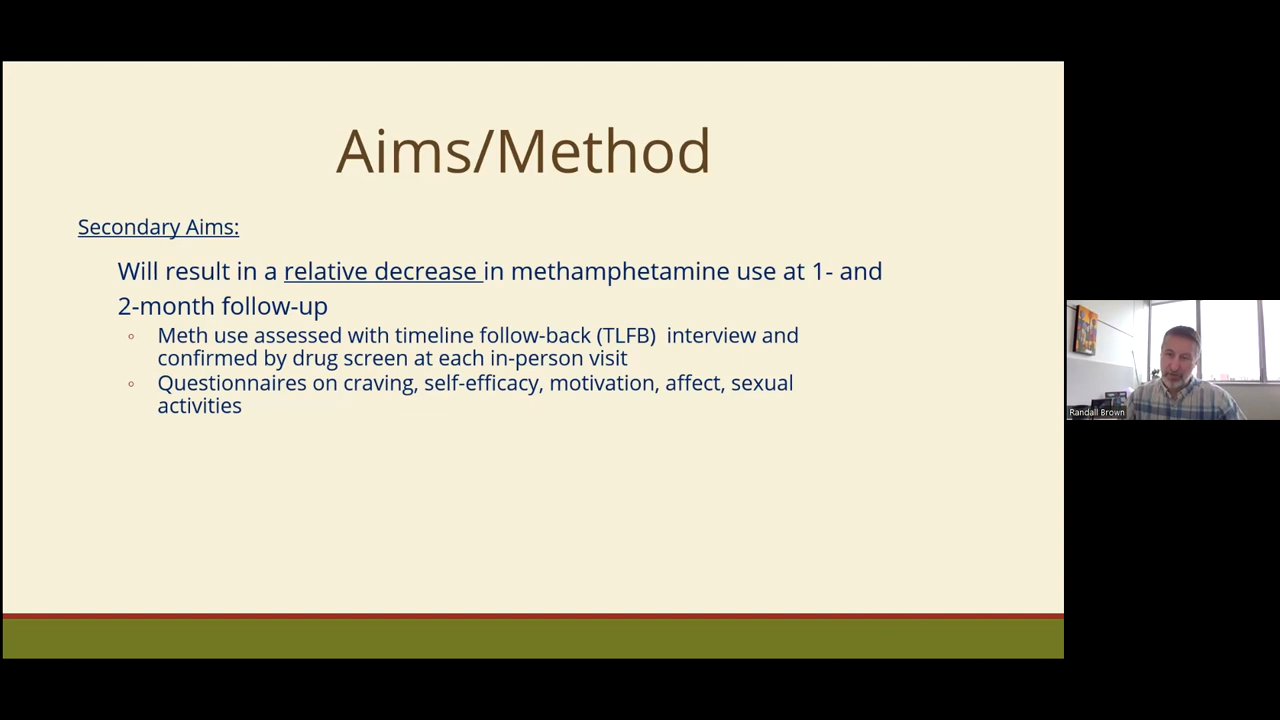 Aims/Method
Secondary Aims:
Will result in a relative decrease in methamphetamine use at 1- and
2-month follow-up
◦ Meth use assessed with timeline follow-back (TLFB) interview and
confirmed by drug screen at each in-person visit
◦ Questionnaires on craving, self-efficacy, motivation, affect, sexual
activities
Randall Brown